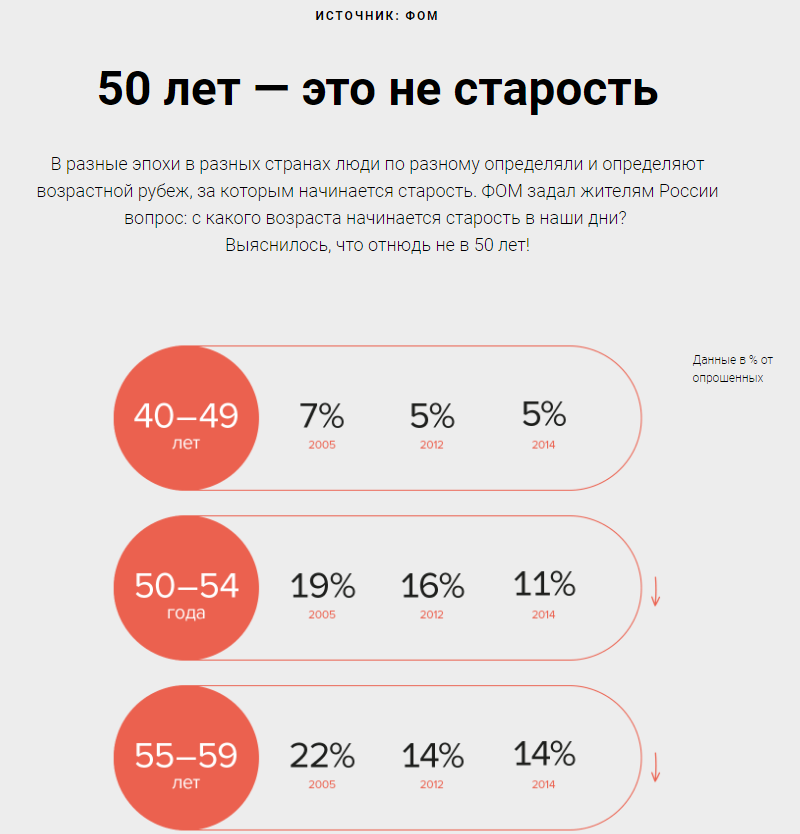 ИСТОЧНИК: ФОМ
50 лет — это не старость
В разные эпохи в разных странах люди по разному определяли и определяют
возрастной рубеж, за которым начинается старость. ФОМ задал жителям России
вопрос: с какого возраста начинается старость в наши дни?
Выяснилось, что отнюдь не в 50 лет!
Данные в % от
опрошенных
40–49 7% 5% 5%
лет 2005 2012 2014
50–54 19% 16% 11%
года 2005 2012 2014
55–59 22% 14% 14%
лет 2005 2012 2014